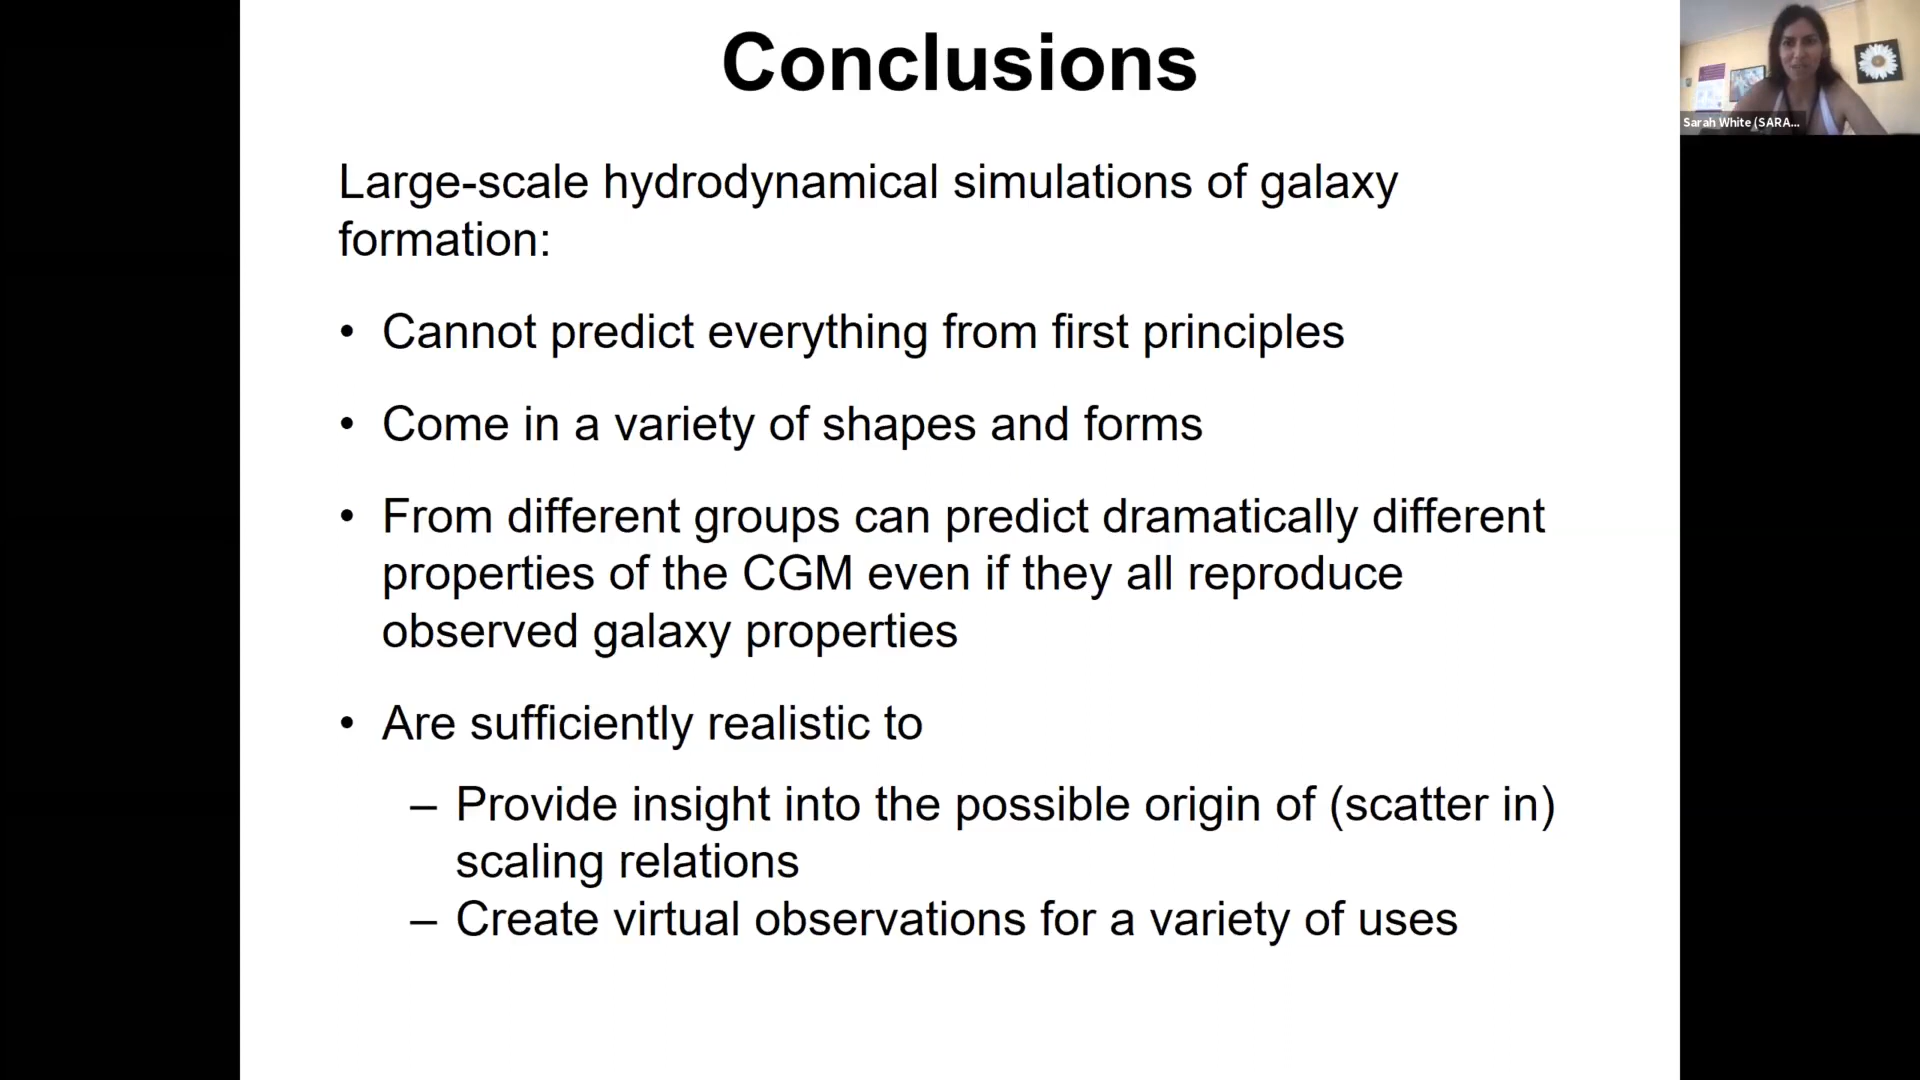 Conclusions
Sarah White (SARA...
Large-scale hydrodynamical simulations of galaxy
formation:
• Cannot predict everything from first principles
• Come in a variety of shapes and forms
• From different groups can predict dramatically different
properties of the CGM even if they all reproduce
observed galaxy properties
• Are sufficiently realistic to
– Provide insight into the possible origin of (scatter in)
scaling relations
– Create virtual observations for a variety of uses